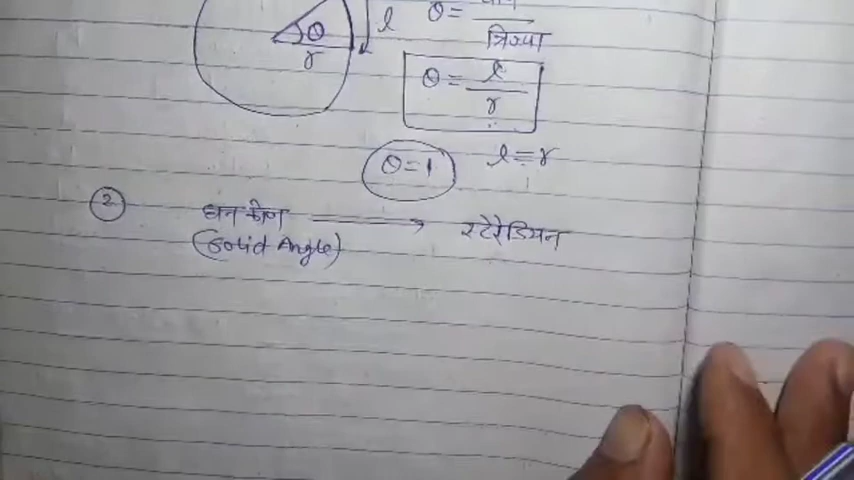 θ = चाप
l
θ
त्रिज्या
r
θ = l
r
θ=1 l=r
2 घन कोण स्टेरेडियन
(Solid Angle)